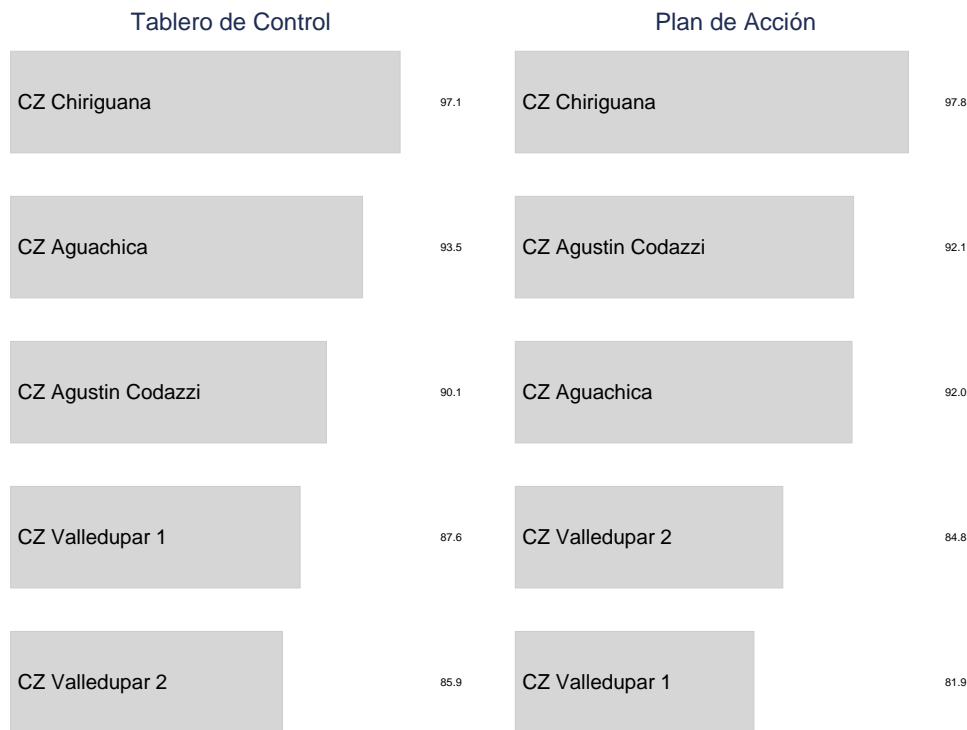 Tablero de Control
CZ Chiriguana 97.1
CZ Aguachica 93.5
CZ Agustin Codazzi 90.1
CZ Valledupar 1 87.6
CZ Valledupar 2 85.9
Plan de Acción
CZ Chiriguana 97.8
CZ Agustin Codazzi 92.1
CZ Aguachica 92.0
CZ Valledupar 2 84.8
CZ Valledupar 1 81.9